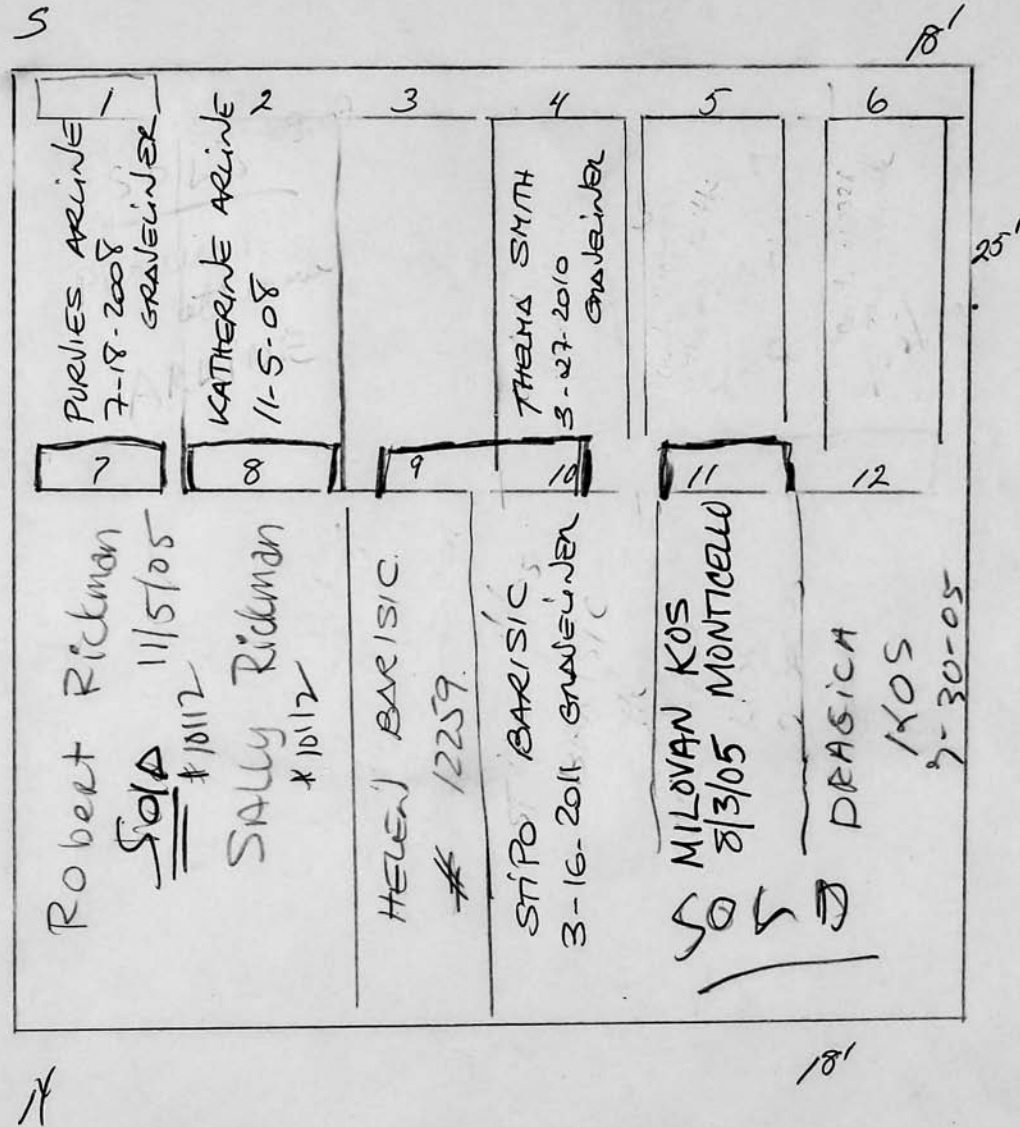 S
18'
1
2
3
4
5
6
PURVIES ARLINE
7-18-2008
GRAVELINER
KATHERINE ARLINE
11-5-08
THELMA SMITH
3-27-2010
GRAVELINER
25'
7
8
9
10
11
12
Robert Rickman
Sold 11/5/05
#10112
SALLY Rickman
#10112
HELEN BARISIC
# 12259
STIPO BARISIC
3-16-2011 GRAVELINER
MILOVAN KOS
8/3/05 MONTICELLO
DRAGICA
KOS
-30-05
SOLD
N
18'